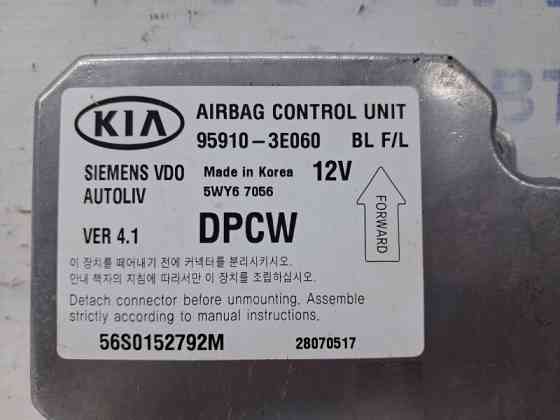 KIA
AIRBAG CONTROL UNIT
95910-3E060 BL F/L
SIEMENS VDO Made in Korea 12V
AUTOLIV 5WY6 7056
VER 4.1 DPCW
FORWARD
이 장치를 떼어내기 전에 커넥터를 분리시키시오.
안내 책자의 지침에 따라서만 이 장치를 조립하십시오.
Detach connector before unmounting. Assemble
strictly according to manual instructions.
56S0152792M 28070517